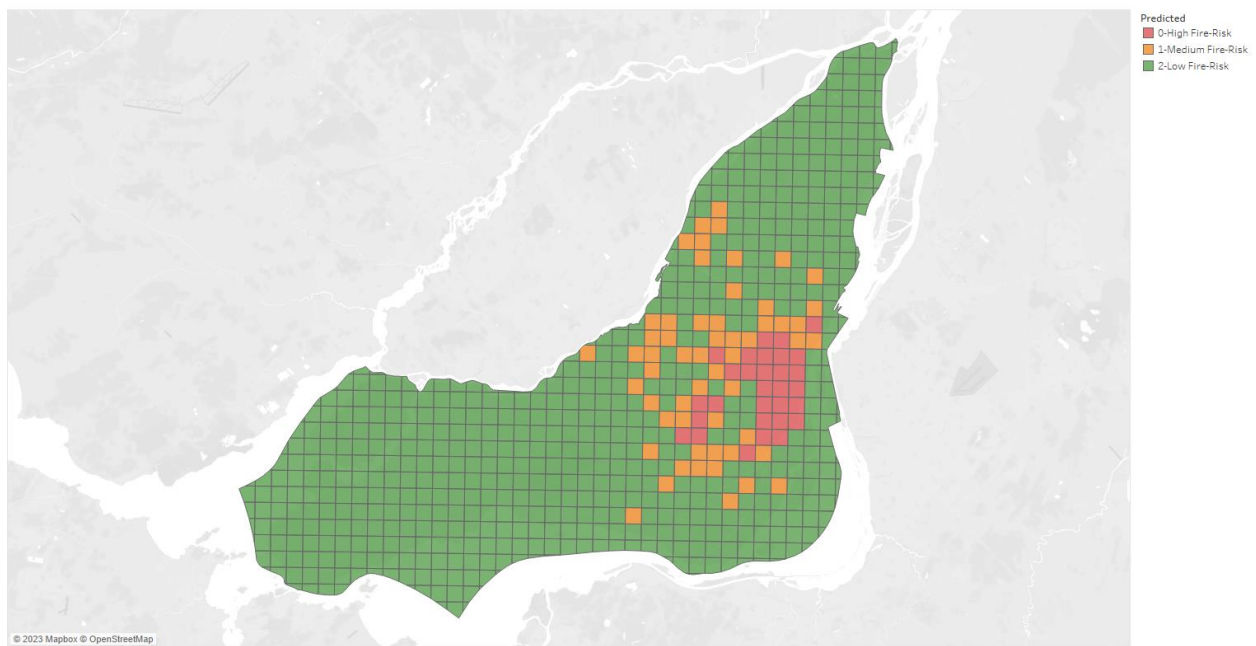 Predicted
0-High Fire-Risk
1-Medium Fire-Risk
2-Low Fire-Risk
© 2023 Mapbox © OpenStreetMap